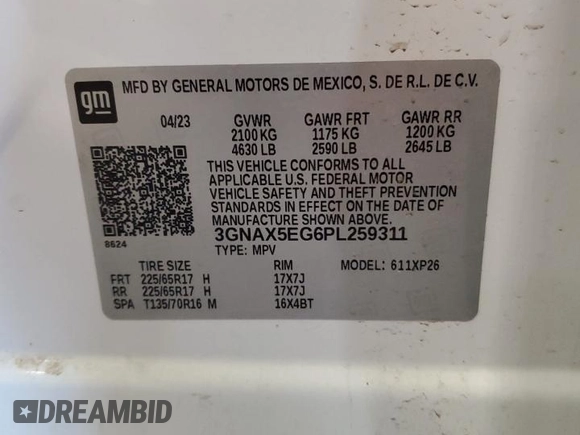 gm
MFD BY GENERAL MOTORS DE MEXICO, S. DE R.L. DE C.V.
04/23 GVWR GAWR FRT GAWR RR
2100 KG 1175 KG 1200 KG
4630 LB 2590 LB 2645 LB
THIS VEHICLE CONFORMS TO ALL
APPLICABLE U.S. FEDERAL MOTOR
VEHICLE SAFETY AND THEFT PREVENTION
STANDARDS IN EFFECT ON THE DATE OF
MANUFACTURE SHOWN ABOVE.
8624 3GNAX5EG6PL259311
TYPE: MPV MODEL: 611XP26
TIRE SIZE RIM
FRT 225/65R17 H 17X7J
RR 225/65R17 H 17X7J
SPA T135/70R16 M 16X4BT
DREAMBID